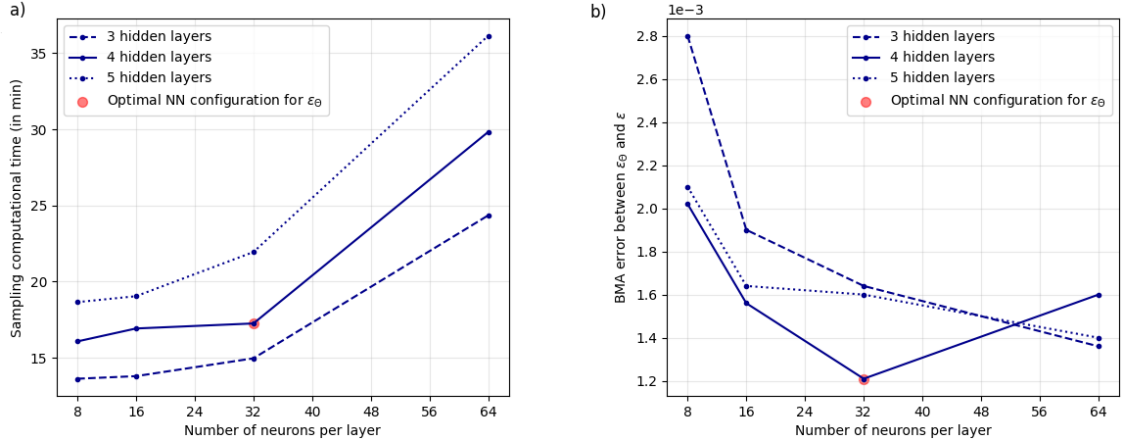 a)
3 hidden layers
4 hidden layers
5 hidden layers
Optimal NN configuration for εΘ
Sampling computational time (in min)
35
30
25
20
15
8 16 24 32 40 48 56 64
Number of neurons per layer
b)
1e−3
3 hidden layers
4 hidden layers
5 hidden layers
Optimal NN configuration for εΘ
BMA error between εΘ and ε
2.8
2.6
2.4
2.2
2.0
1.8
1.6
1.4
1.2
8 16 24 32 40 48 56 64
Number of neurons per layer